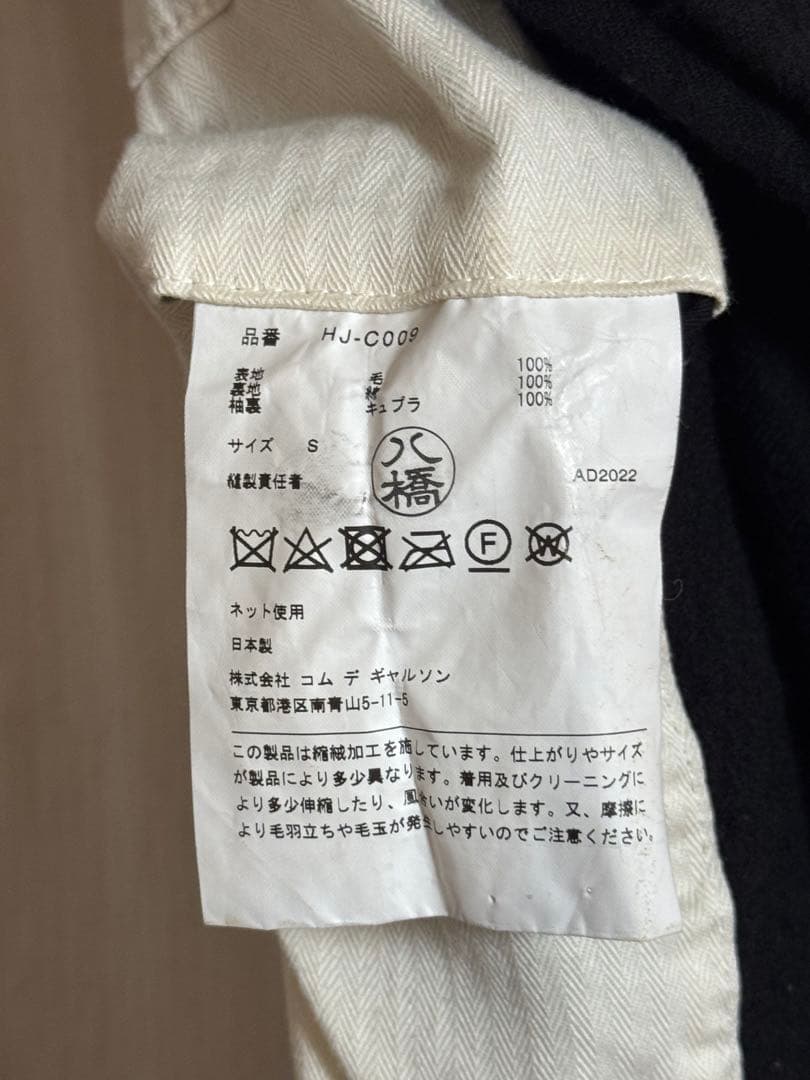 品番 HJ-C009
表地 毛 100%
裏地 綿 100%
袖裏 キュプラ 100%
サイズ S
八橋
縫製責任者 AD2022
F W
ネット使用
日本製
株式会社 コム デ ギャルソン
東京都港区南青山5-11-5
この製品は縮絨加工を施しています。仕上がりやサイズ
が製品により多少異なります。着用及びクリーニングに
より多少伸縮したり、風合いが変化します。又、摩擦に
より毛羽立ちや毛玉が発生しやすいのでご注意ください。